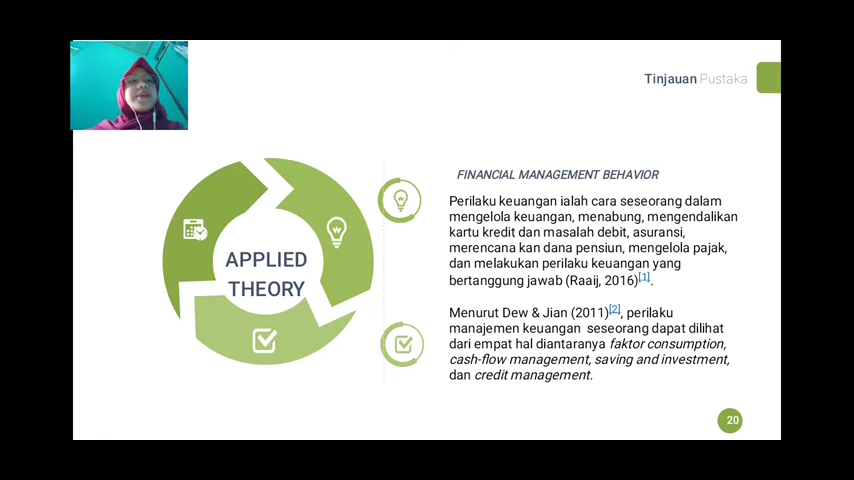 Tinjauan Pustaka
FINANCIAL MANAGEMENT BEHAVIOR
Perilaku keuangan ialah cara seseorang dalam
mengelola keuangan, menabung, mengendalikan
kartu kredit dan masalah debit, asuransi,
merencana kan dana pensiun, mengelola pajak,
dan melakukan perilaku keuangan yang
bertanggung jawab (Raaij, 2016)[1].
Menurut Dew & Jian (2011)[2], perilaku
manajemen keuangan seseorang dapat dilihat
dari empat hal diantaranya faktor consumption,
cash-flow management, saving and investment,
dan credit management.
APPLIED
THEORY
20